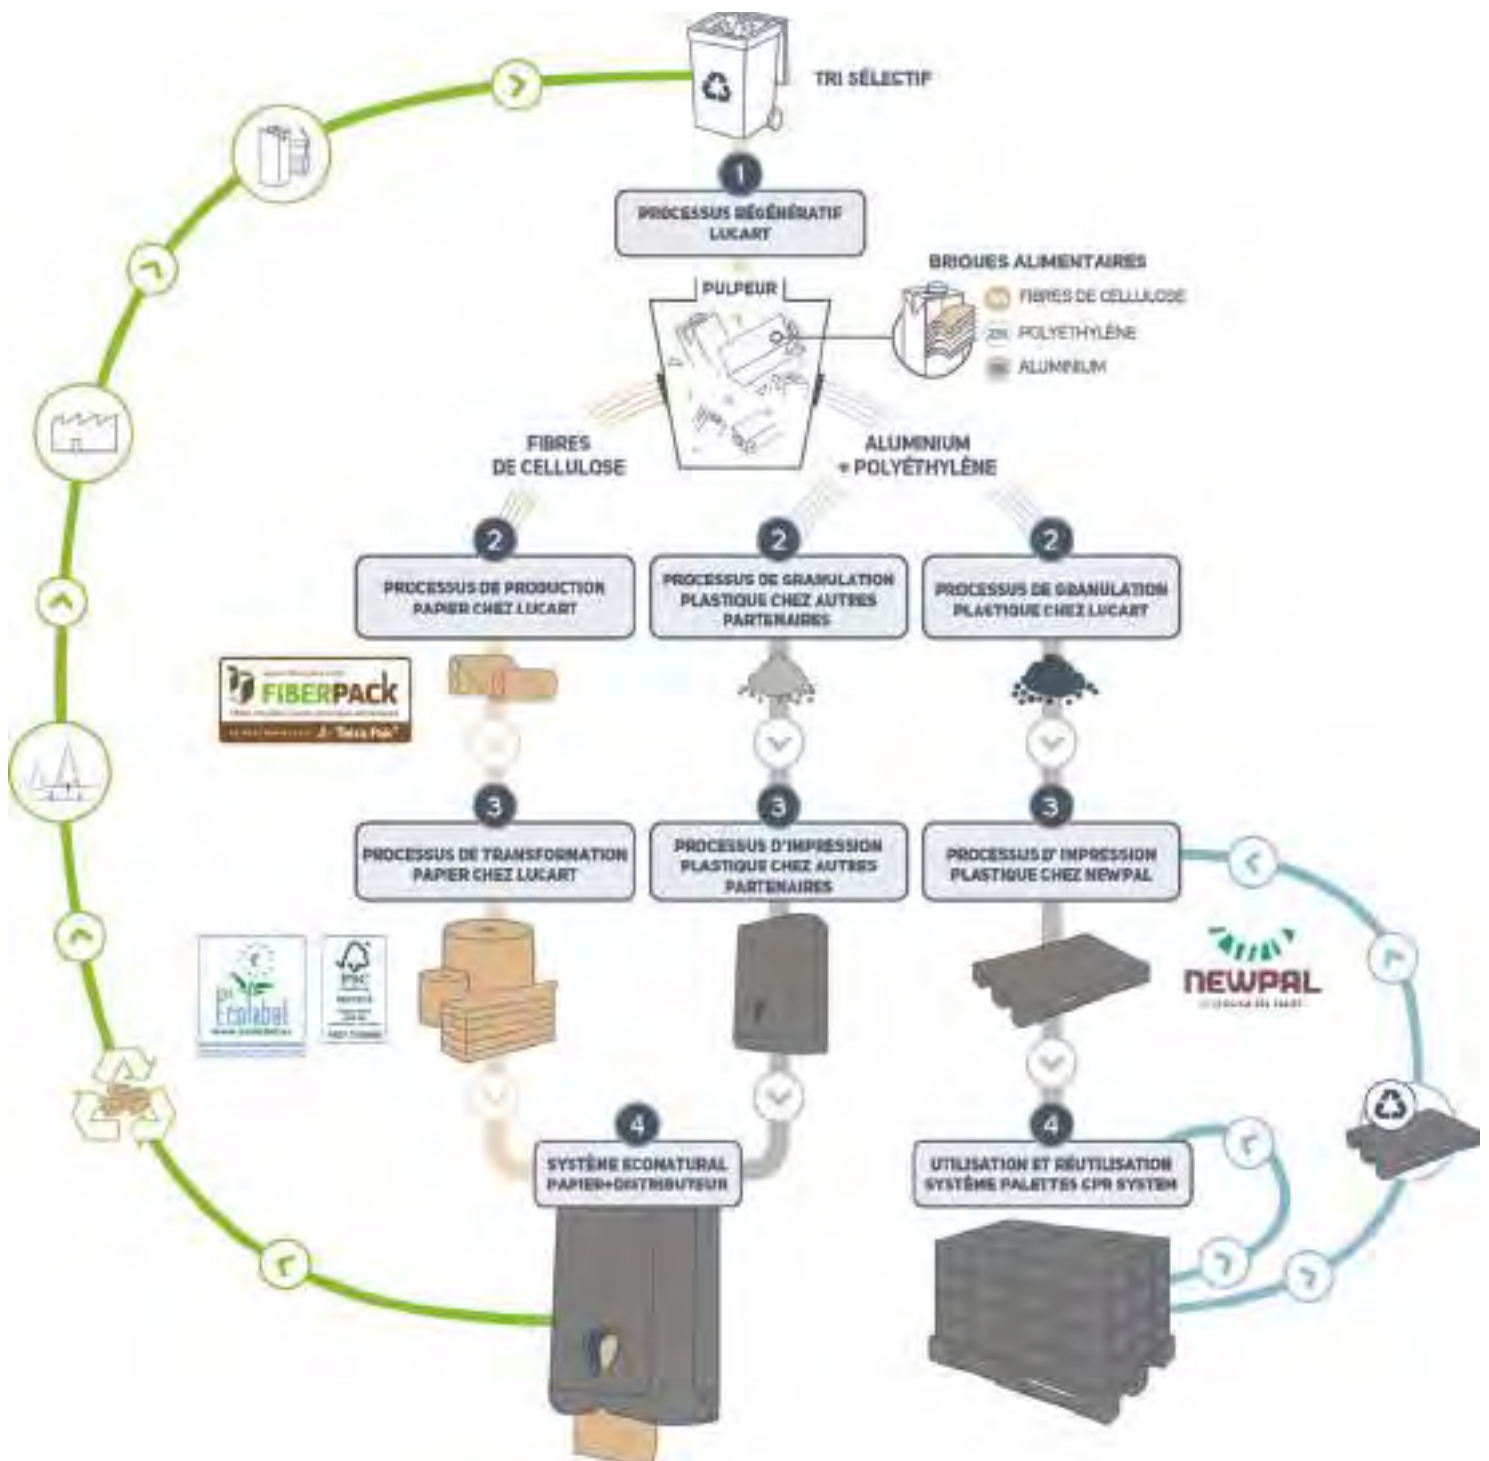 TRI SÉLECTIF
1
PROCESSUS RÉGÉNÉRATIF
LUCART
PULPEUR
BRIQUES ALIMENTAIRES
FIBRES DE CELLULOSE
POLYÉTHYLÈNE
ALUMINIUM
FIBRES
DE CELLULOSE
ALUMINIUM
+ POLYÉTHYLÈNE
2
PROCESSUS DE PRODUCTION
PAPIER CHEZ LUCART
2
PROCESSUS DE GRANULATION
PLASTIQUE CHEZ AUTRES
PARTENAIRES
2
PROCESSUS DE GRANULATION
PLASTIQUE CHEZ LUCART
FIBERPACK
Tetra Pak
3
PROCESSUS DE TRANSFORMATION
PAPIER CHEZ LUCART
3
PROCESSUS D'IMPRESSION
PLASTIQUE CHEZ AUTRES
PARTENAIRES
3
PROCESSUS D' IMPRESSION
PLASTIQUE CHEZ NEWPAL
Ecolabel
FSC
NEWPAL
4
SYSTÈME ECONATURAL
PAPIER+DISTRIBUTEUR
4
UTILISATION ET RÉUTILISATION
SYSTÈME PALETTES CPR SYSTEM